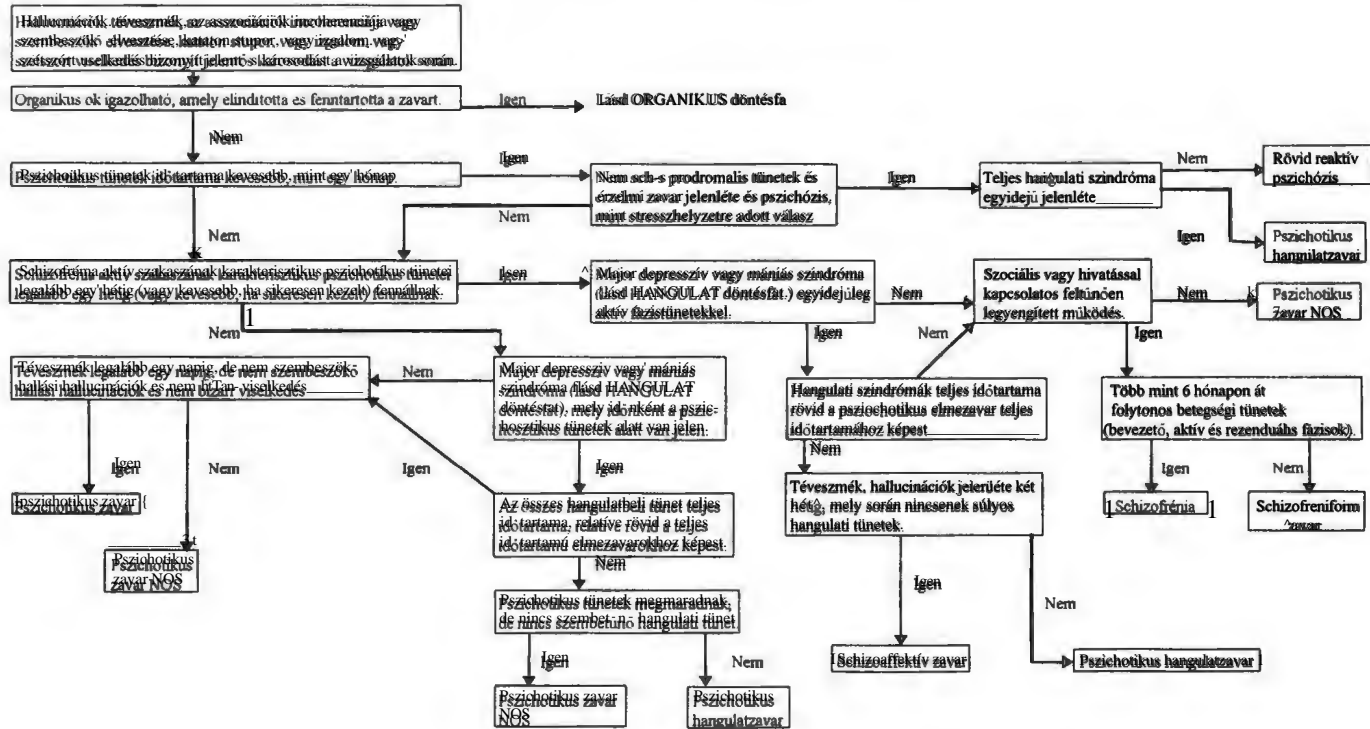 Hallucinációk, téveszmék, az asszociációk incoherenciája vagy
szembeszökő elvesztése, kataton stupor, vagy izgalom, vagy
szétszórt viselkedés bizonyít jelentős károsodást a vizsgálatok során.
Organikus ok igazolható, amely elindította es fenntartotta a zavart.
Igen
Lásd ORGANIKUS döntésfa
Nem
Pszichotikus tünetek időtartama kevesebb, mint egy hónap.
Igen
Nem sch-s prodromalis tünetek és
érzelmi zavar jelenléte és pszichózis,
mint stresszhelyzetre adott válasz
Igen
Teljes hangulati szindróma
egyidejű jelenléte
Nem
Rövid reaktív
pszichózis
Igen
Pszichotikus
hangulatzavar
Nem
Nem
Schizofrénia aktív szakaszának karakterisztikus pszichotikus tünetei
legalább egy hétig (vagy kevesebb, ha sikeresen kezelt) fennállnak.
Igen
Major depresszív vagy mániás szindróma
(lásd HANGULAT döntésfát.) egyidejűleg
aktív fázistünetekkel.
Nem
Szociális vagy hivatással
kapcsolatos feltűnően
legyengített működés.
Nem
Pszichotikus
Zavar NOS
Nem
Igen
Nem
Igen
Téveszmék legalább egy napig, de nem szembeszökő
hallási hallucinációk es nem viselkedés
Nem
Major depressziv vagy mániás
szindróma (lásd HANGULAT
döntéstat), mely időnként a pszic-
hosztikus tünetek alatt van jelen.
Hangulati szindrómák teljes időtartama
rövid a pszichotikus elmezavar teljes
időtartamához képest
Több mint 6 hónapon át
folytonos betegségi tünetek
(bevezető, aktív és rezenduáhs fázisok).
Igen
Nem
Igen
Igen
Nem
Igen
Nem
pszichotikus zavar
Az összes hangulatbeli tünet teljes
időtartama, relatíve rövid a teljes
időtartamú elmezavarokhoz képest.
Téveszmék, hallucinációk jelenléte két
hétig, mely során nincsenek súlyos
hangulati tünetek.
Schizofrénia
Schizofreniform
zavar
Pszichotikus
zavar NOS
Nem
Igen
Nem
Pszichotikus tünetek megmaradnak,
de nincs szembetűnő hangulati tünet
Igen
Nem
Schizoaffektív zavar
Pszichotikus hangulatzavar
Pszichotikus zavar
NOS
Pszichotikus
hangulatzavar